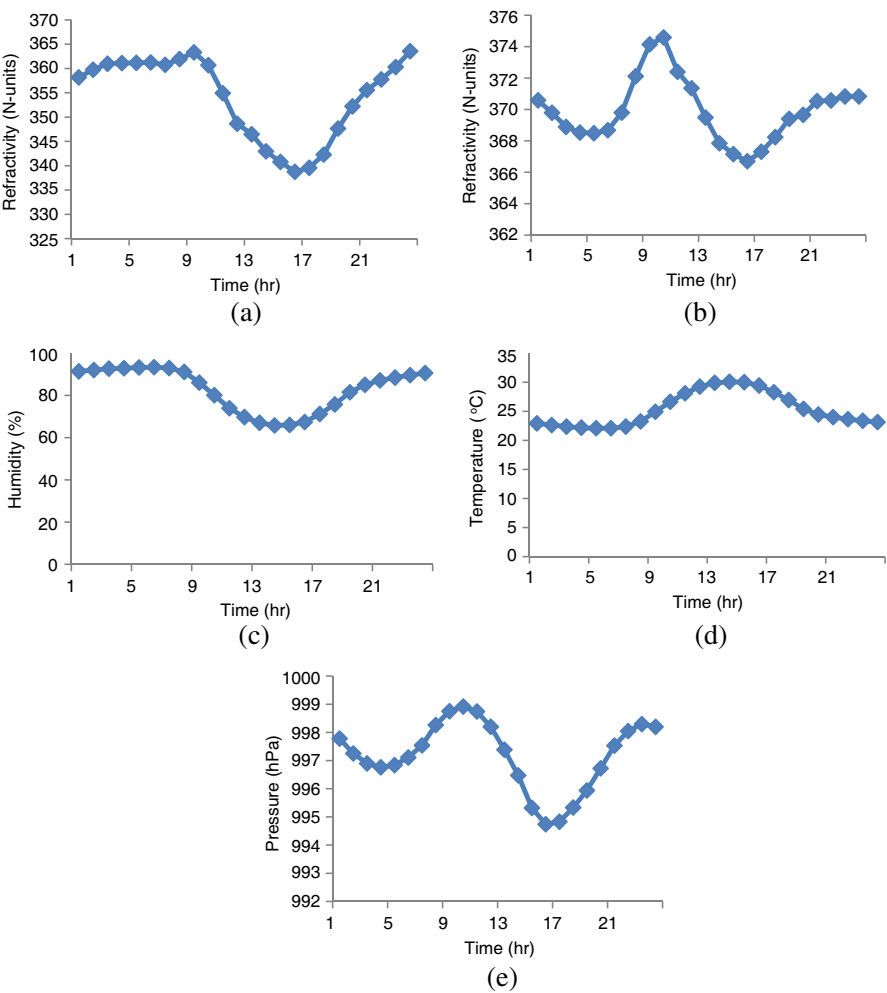 370
365
360
355
350
345
340
335
330
325
Refractivity (N-units)
1 5 9 13 17 21
Time (hr)
(a)
376
374
372
370
368
366
364
362
Refractivity (N-units)
1 5 9 13 17 21
Time (hr)
(b)
100
80
60
40
20
0
Humidity (%)
1 5 9 13 17 21
Time (hr)
(c)
35
30
25
20
15
10
5
0
Temperature (°C)
1 5 9 13 17 21
Time (hr)
(d)
1000
999
998
997
996
995
994
993
992
Pressure (hPa)
1 5 9 13 17 21
Time (hr)
(e)